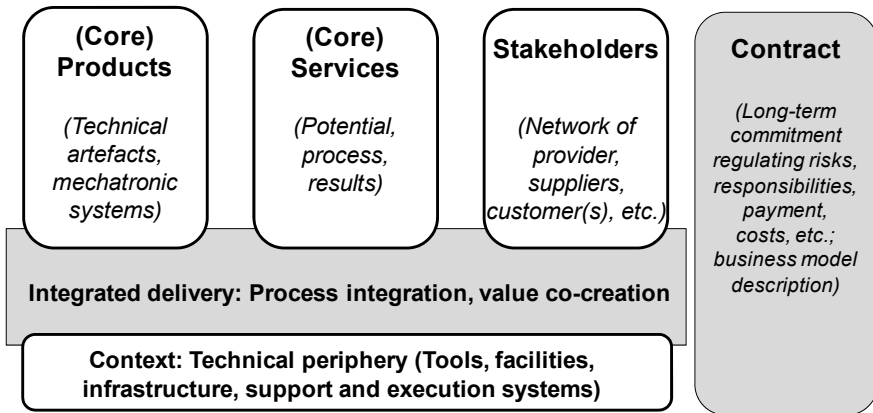 (Core)
Products
(Technical
artefacts,
mechatronic
systems)
(Core)
Services
(Potential,
process,
results)
Stakeholders
(Network of
provider,
suppliers,
customer(s), etc.)
Contract
(Long-term
commitment
regulating risks,
responsibilities,
payment,
costs, etc.;
business model
description)
Integrated delivery: Process integration, value co-creation
Context: Technical periphery (Tools, facilities,
infrastructure, support and execution systems)